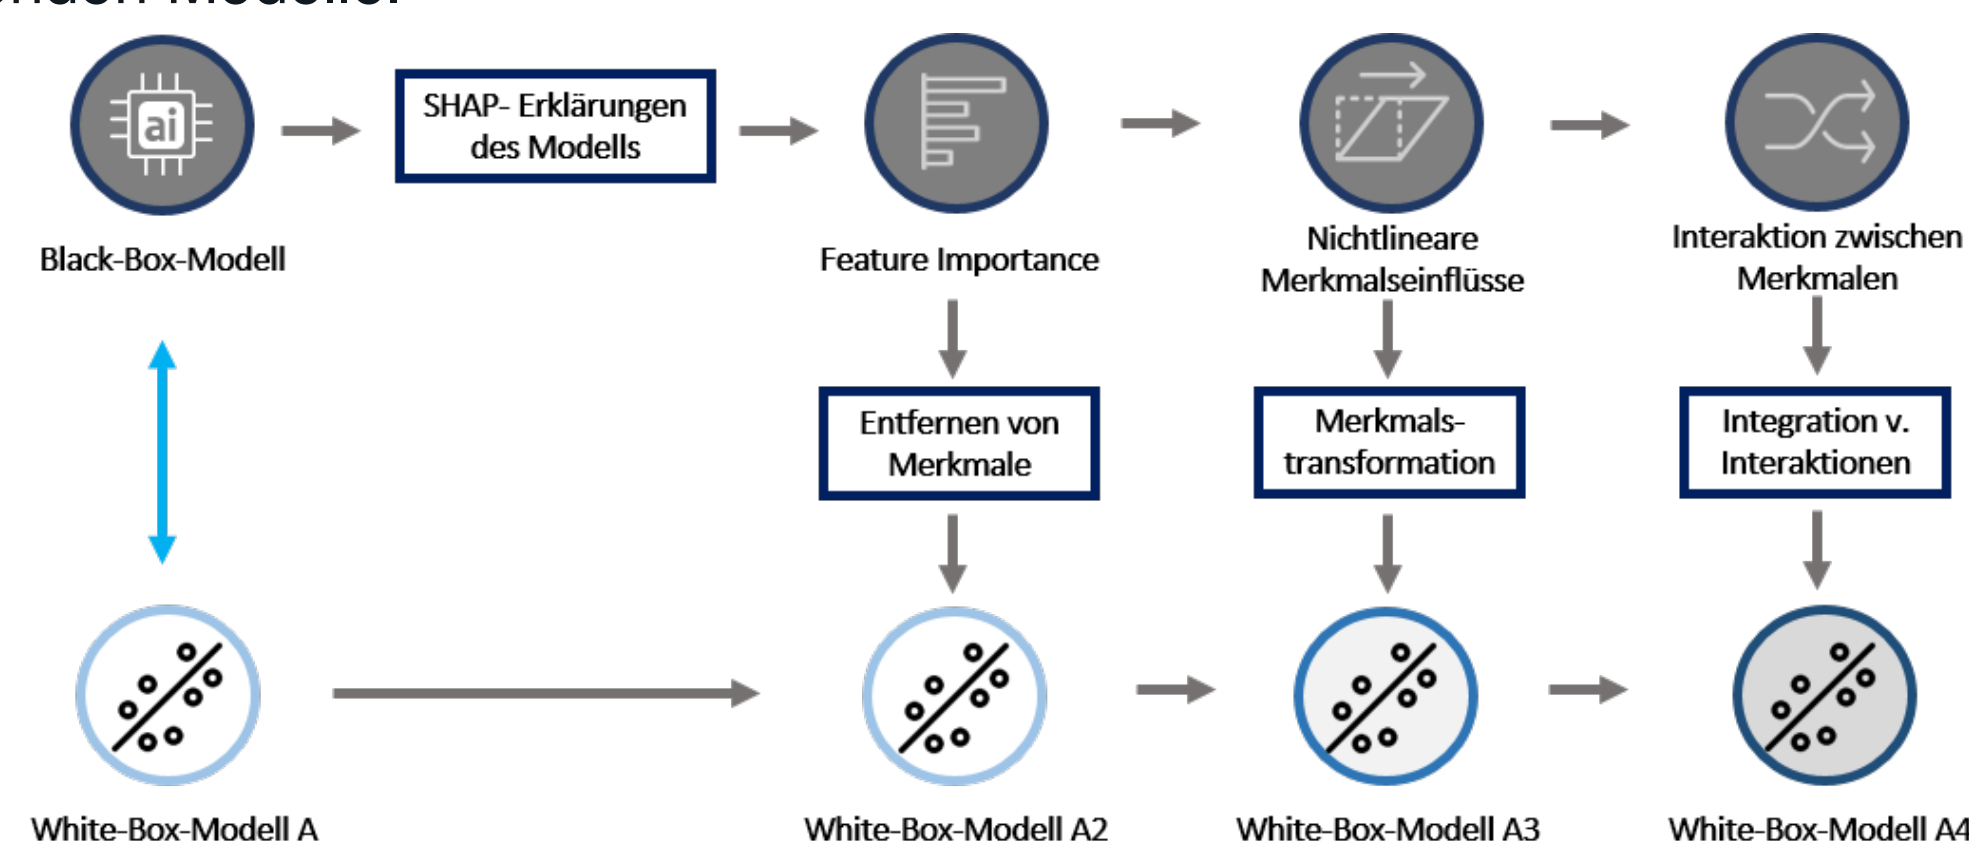 ai
SHAP- Erklärungen
des Modells
Black-Box-Modell
Feature Importance
Nichtlineare
Merkmalseinflüsse
Interaktion zwischen
Merkmalen
Entfernen von
Merkmale
Merkmals-
transformation
Integration v.
Interaktionen
White-Box-Modell A
White-Box-Modell A2
White-Box-Modell A3
White-Box-Modell A4